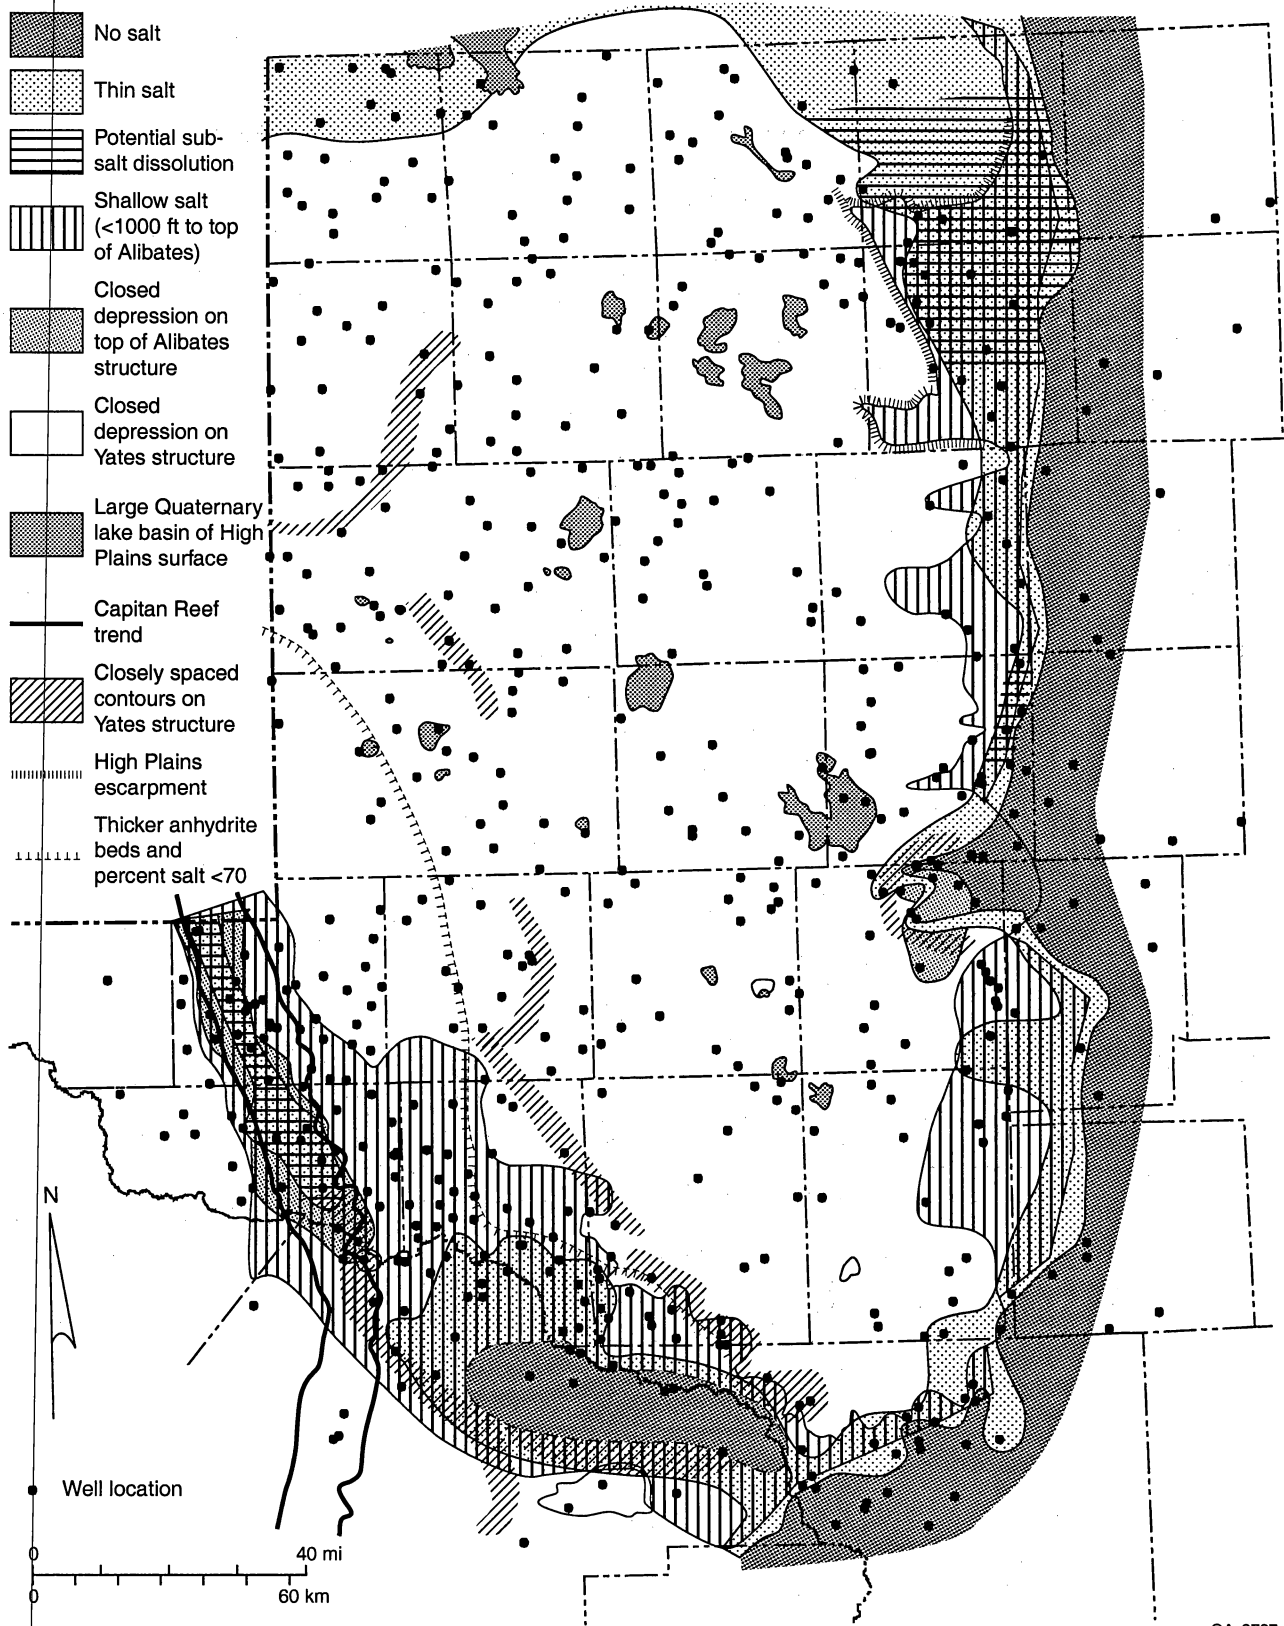 No salt
Thin salt
Potential sub-
salt dissolution
Shallow salt
(<1000 ft to top
of Alibates)
Closed
depression on
top of Alibates
structure
Closed
depression on
Yates structure
Large Quaternary
lake basin of High
Plains surface
Capitan Reef
trend
Closely spaced
contours on
Yates structure
High Plains
escarpment
Thicker anhydrite
beds and
percent salt <70
N
Well location
0 40 mi
0 60 km